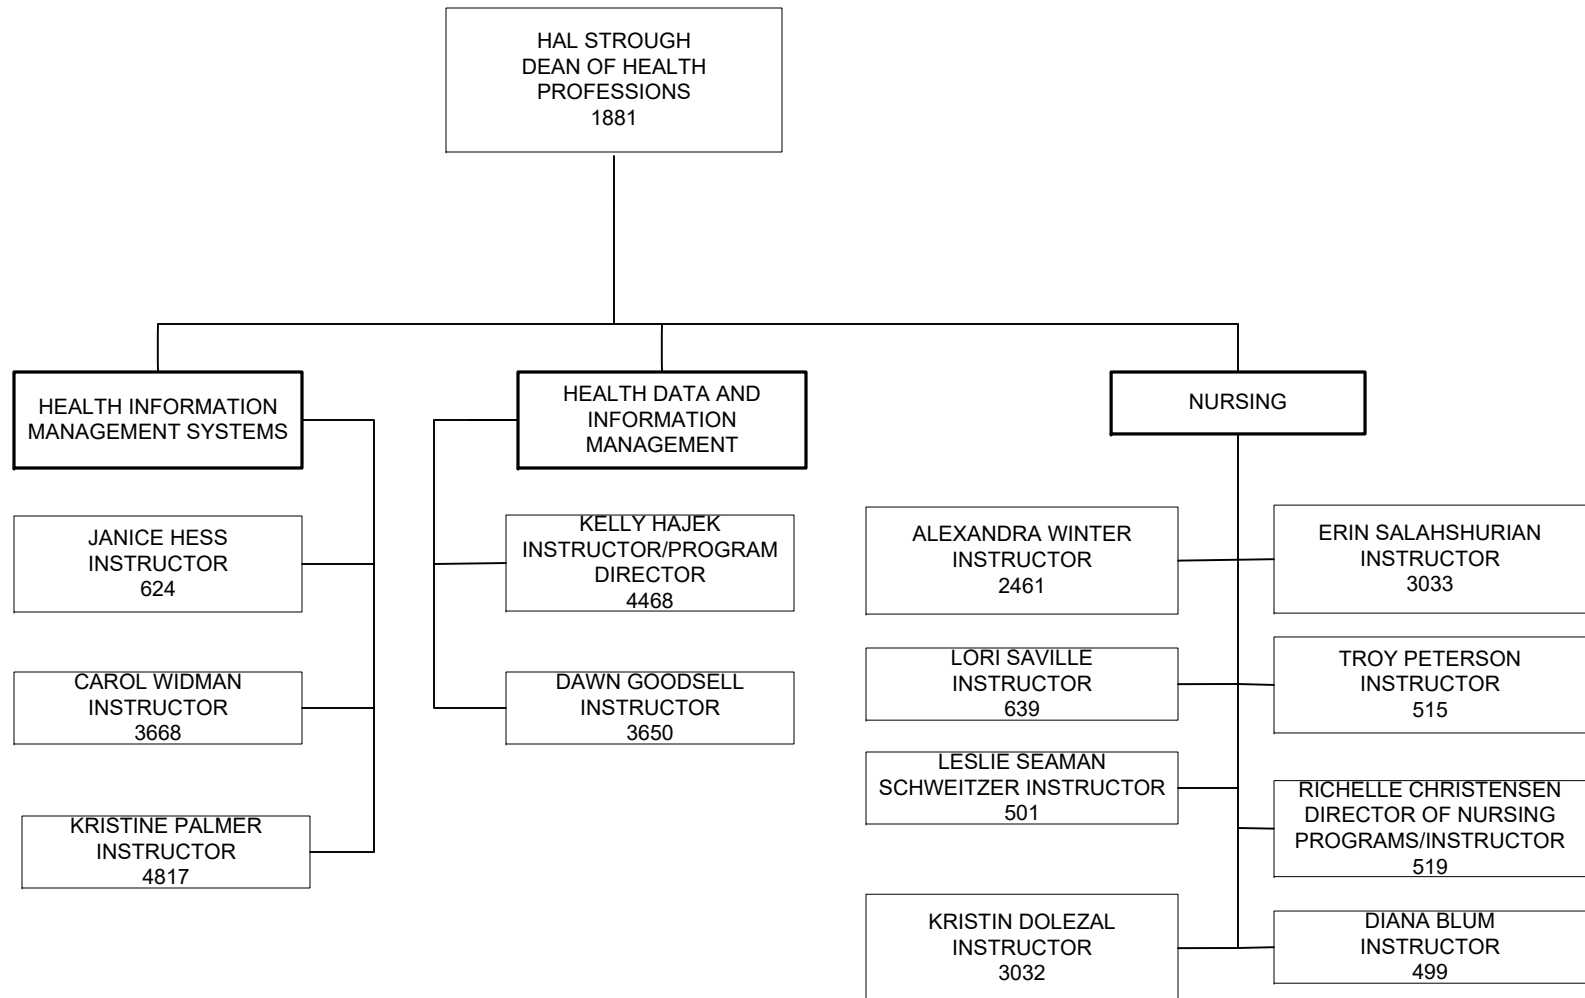 HAL STROUGH
DEAN OF HEALTH
PROFESSIONS
1881
HEALTH INFORMATION
MANAGEMENT SYSTEMS
JANICE HESS
INSTRUCTOR
624
CAROL WIDMAN
INSTRUCTOR
3668
KRISTINE PALMER
INSTRUCTOR
4817
HEALTH DATA AND
INFORMATION
MANAGEMENT
KELLY HAJEK
INSTRUCTOR/PROGRAM
DIRECTOR
4468
DAWN GOODSELL
INSTRUCTOR
3650
NURSING
ALEXANDRA WINTER
INSTRUCTOR
2461
ERIN SALAHSHURIAN
INSTRUCTOR
3033
LORI SAVILLE
INSTRUCTOR
639
TROY PETERSON
INSTRUCTOR
515
LESLIE SEAMAN
SCHWEITZER INSTRUCTOR
501
RICHELLE CHRISTENSEN
DIRECTOR OF NURSING
PROGRAMS/INSTRUCTOR
519
KRISTIN DOLEZAL
INSTRUCTOR
3032
DIANA BLUM
INSTRUCTOR
499